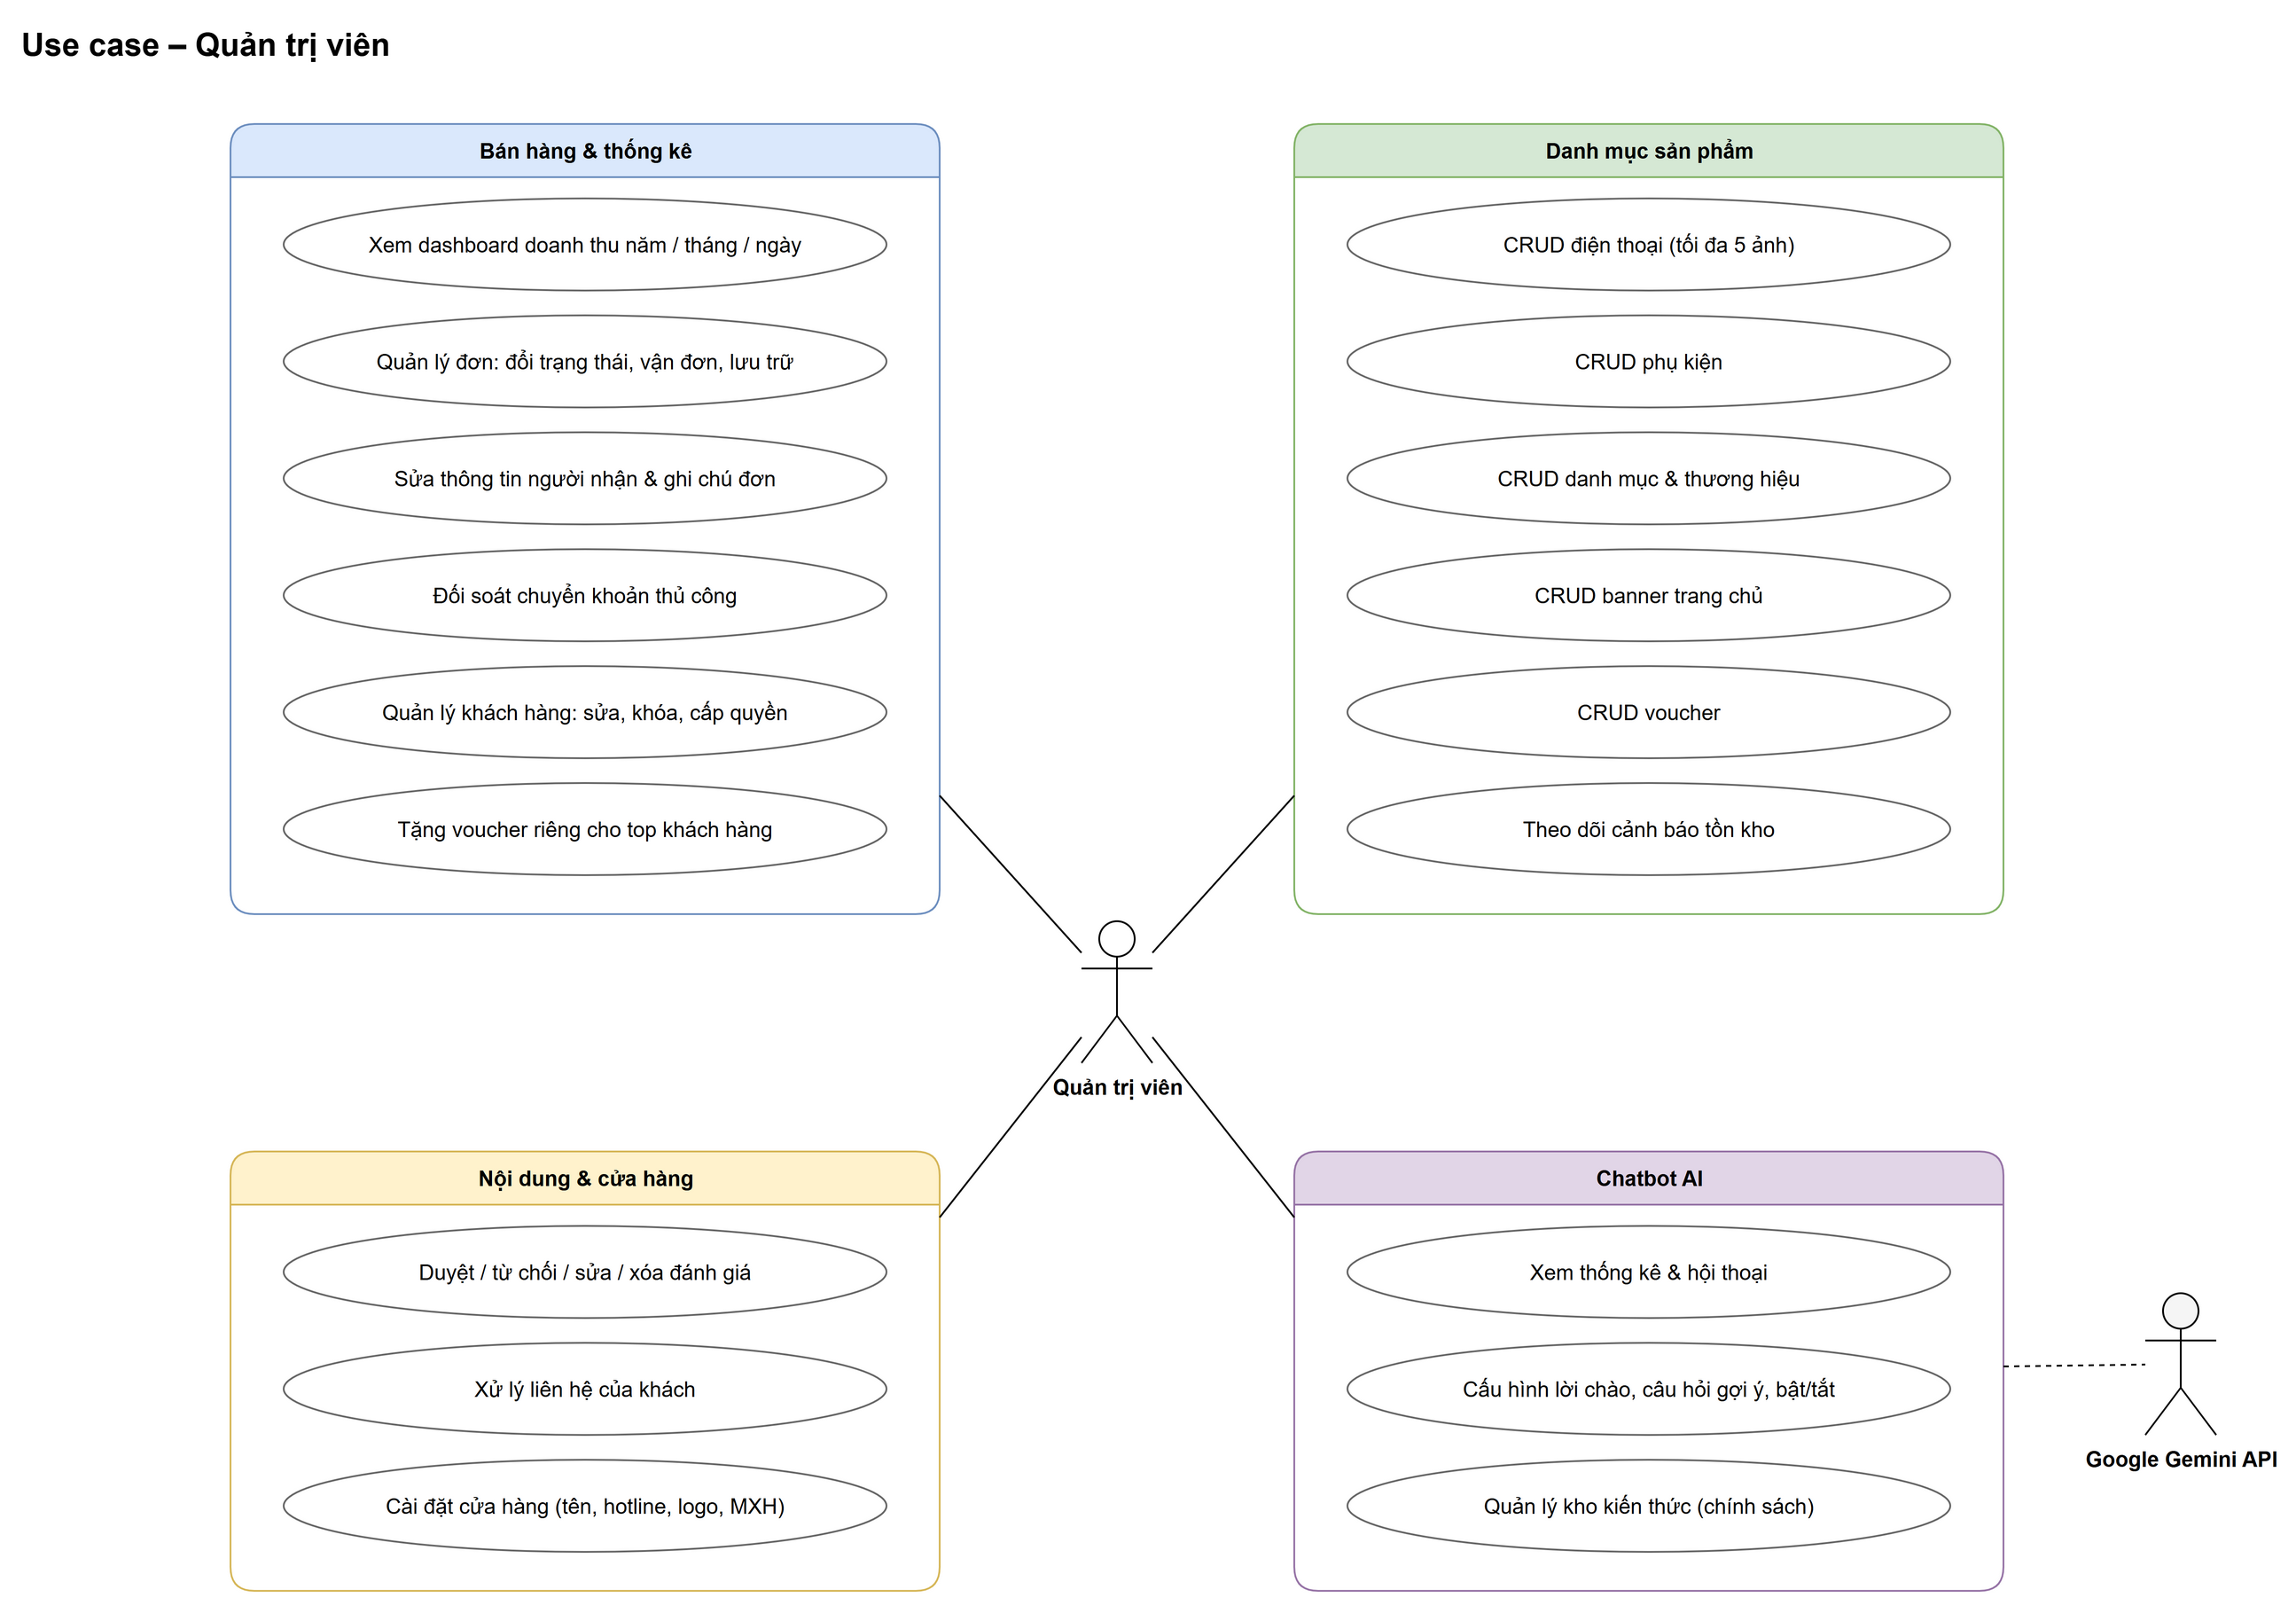 Use case – Quản trị viên
Bán hàng & thống kê
Xem dashboard doanh thu năm / tháng / ngày
Quản lý đơn: đổi trạng thái, vận đơn, lưu trữ
Sửa thông tin người nhận & ghi chú đơn
Đối soát chuyển khoản thủ công
Quản lý khách hàng: sửa, khóa, cấp quyền
Tặng voucher riêng cho top khách hàng
Danh mục sản phẩm
CRUD điện thoại (tối đa 5 ảnh)
CRUD phụ kiện
CRUD danh mục & thương hiệu
CRUD banner trang chủ
CRUD voucher
Theo dõi cảnh báo tồn kho
Quản trị viên
Nội dung & cửa hàng
Duyệt / từ chối / sửa / xóa đánh giá
Xử lý liên hệ của khách
Cài đặt cửa hàng (tên, hotline, logo, MXH)
Chatbot AI
Xem thống kê & hội thoại
Cấu hình lời chào, câu hỏi gợi ý, bật/tắt
Quản lý kho kiến thức (chính sách)
Google Gemini API